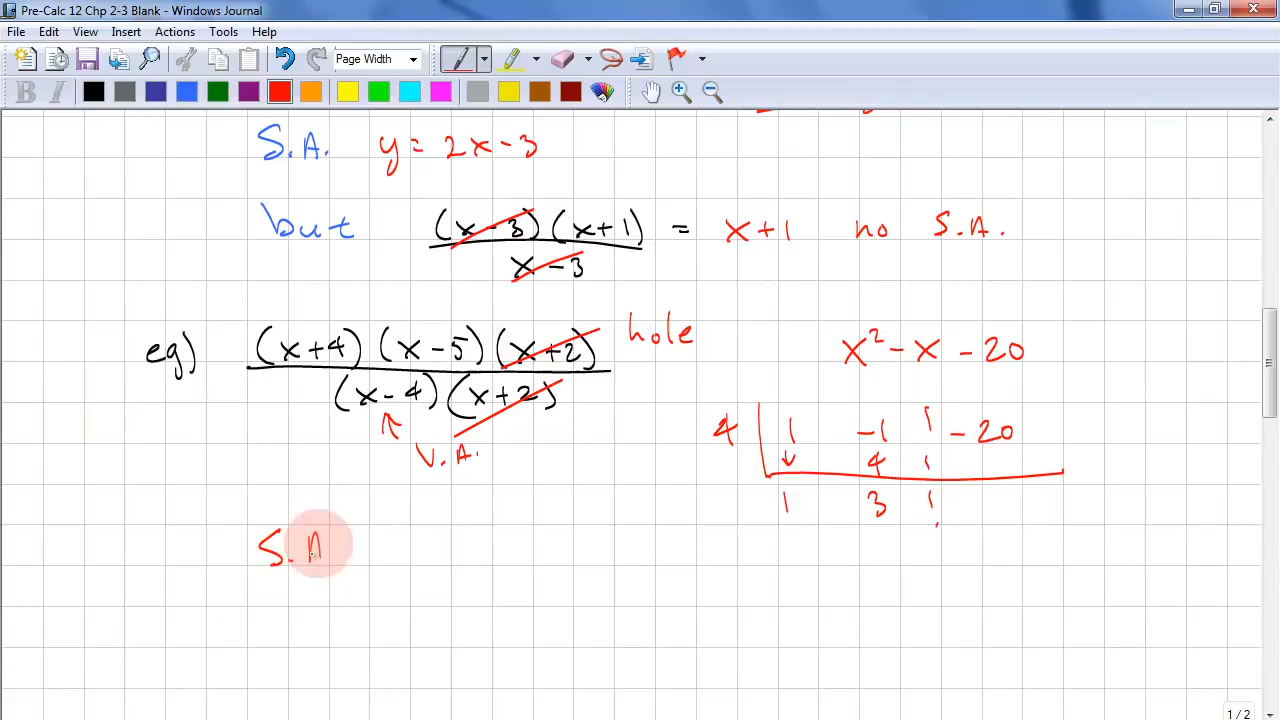 Pre-Calc 12 Chp 2-3 Blank - Windows Journal
File Edit View Insert Actions Tools Help
Page Width
B I
S.A. y = 2x - 3
but (x - 3)(x + 1) = x + 1 no S.A.
x - 3
eg) (x+4)(x-5)(x+2) hole x² - x - 20
(x - 4)(x+2)
V.A.
4 1 -1 -20
4
1 3
S.A
1 / 2